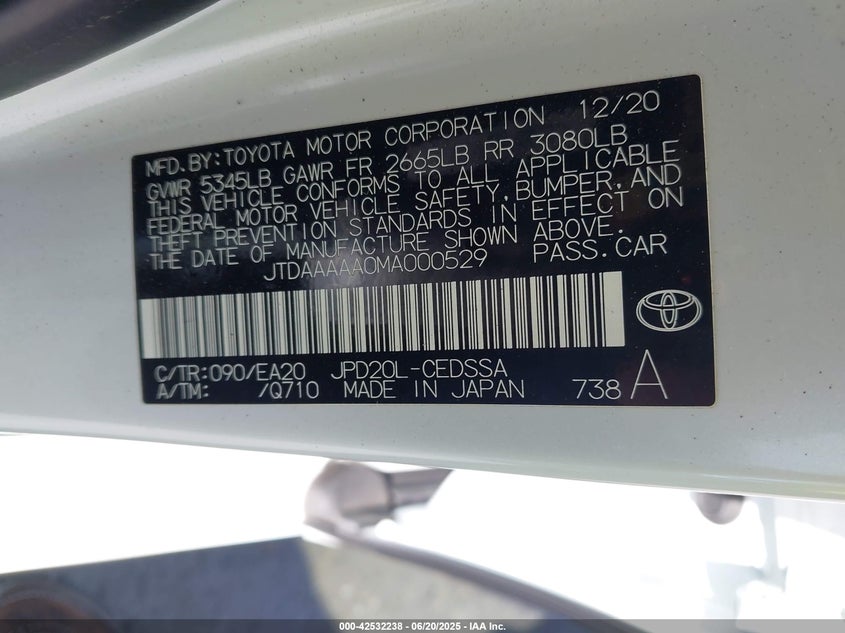 MFD.BY:TOYOTA MOTOR CORPORATION 12/20
GVWR 5345LB GAWR FR 2665LB RR 3080LB
THIS VEHICLE CONFORMS TO ALL APPLICABLE
FEDERAL MOTOR VEHICLE SAFETY,BUMPER,AND
THEFT PREVENTION STANDARDS IN EFFECT ON
THE DATE OF MANUFACTURE SHOWN ABOVE.
JTDAAAAA0MA000529 PASS.CAR
C/TR:090/EA20 JPD20L-CEDSSA
A/TM: /Q710 MADE IN JAPAN 738 A
000-42532238 - 06/20/2025 - IAA Inc.